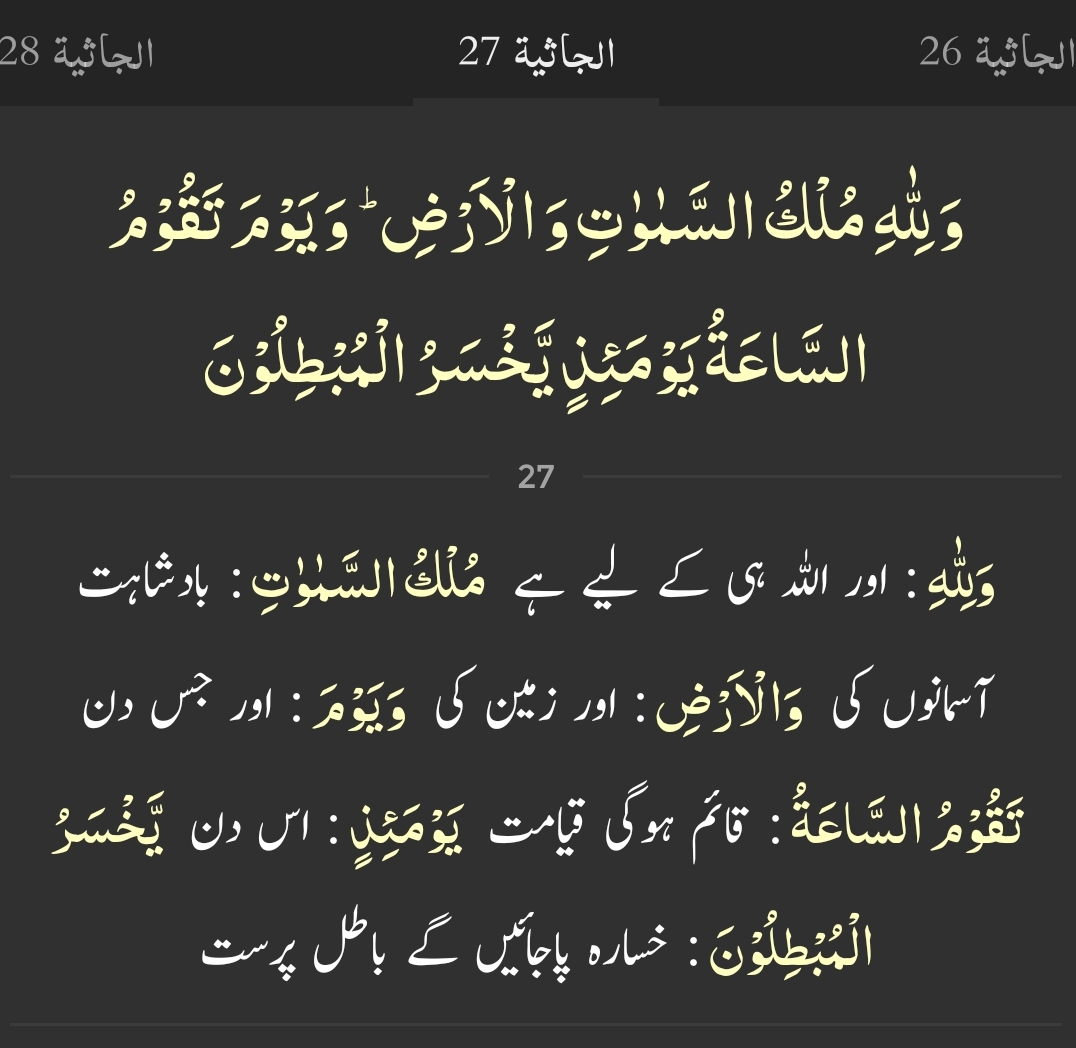 الجاثية 26
الجاثية 27
الجاثية 28
وَلِلّٰهِ مُلْكُ السَّمٰوٰتِ وَ الْاَرْضِ ؕ وَ يَوْمَ تَقُوْمُ
السَّاعَةُ يَوْمَئِذٍ يَّخْسَرُ الْمُبْطِلُوْنَ
27
وَلِلّٰهِ : اور اللہ ہی کے لیے ہے مُلْكُ السَّمٰوٰتِ : بادشاہت
آسمانوں کی وَالْاَرْضِ : اور زمین کی وَيَوْمَ : اور جس دن
تَقُوْمُ السَّاعَةُ : قائم ہوگی قیامت يَوْمَئِذٍ : اس دن يَّخْسَرُ
الْمُبْطِلُوْنَ : خسارہ پاجائیں گے باطل پرست